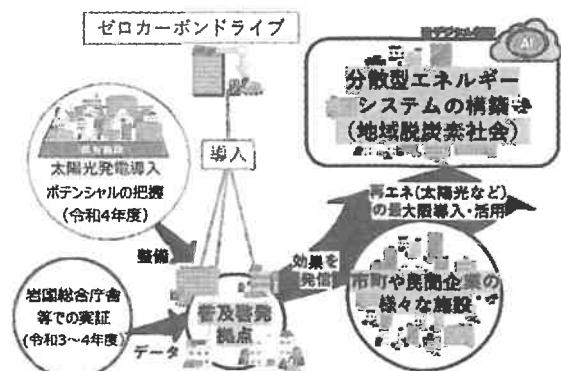 ゼロカーボンドライブ
AI
分散型エネルギー
システムの構築
(地域脱炭素社会)
太陽光発電導入
ポテンシャルの把握
(令和4年度)
導入
再エネ(太陽光など)
の最大限導入・活用
整備
効果を
発信
岩国総合庁舎
等での実証
(令和3~4年度)
データ
普及啓発
拠点
市町や民間企業の
様々な施設